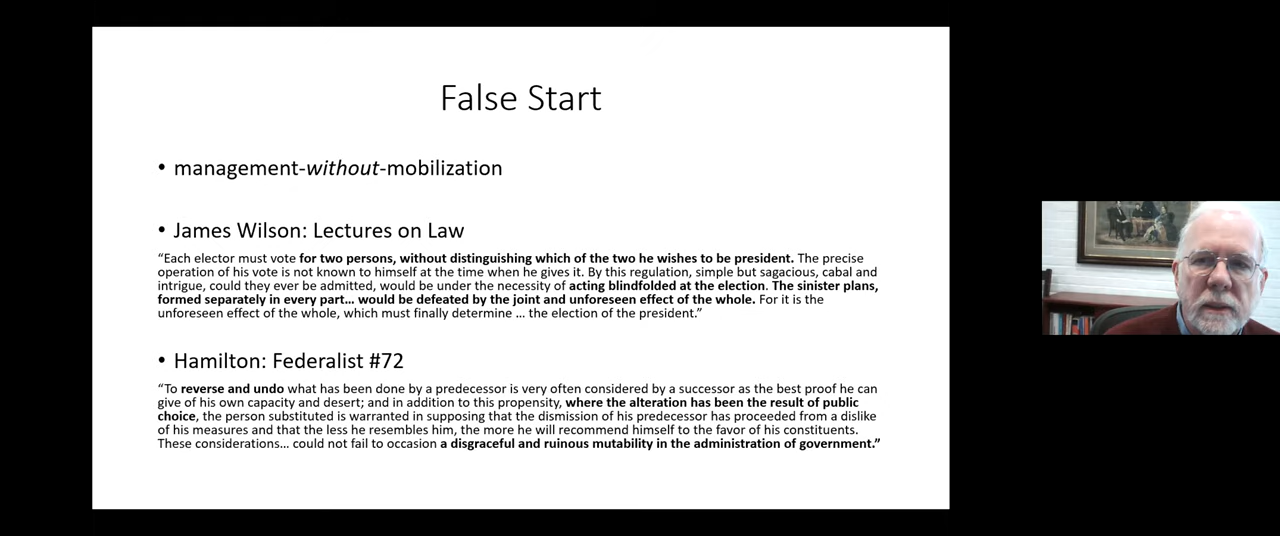 False Start
• management-without-mobilization
• James Wilson: Lectures on Law
“Each elector must vote for two persons, without distinguishing which of the two he wishes to be president. The precise
operation of his vote is not known to himself at the time when he gives it. By this regulation, simple but sagacious, cabal and
intrigue, could they ever be admitted, would be under the necessity of acting blindfolded at the election. The sinister plans,
formed separately in every part… would be defeated by the joint and unforeseen effect of the whole. For it is the
unforeseen effect of the whole, which must finally determine … the election of the president.”
• Hamilton: Federalist #72
“To reverse and undo what has been done by a predecessor is very often considered by a successor as the best proof he can
give of his own capacity and desert; and in addition to this propensity, where the alteration has been the result of public
choice, the person substituted is warranted in supposing that the dismission of his predecessor has proceeded from a dislike
of his measures and that the less he resembles him, the more he will recommend himself to the favor of his constituents.
These considerations… could not fail to occasion a disgraceful and ruinous mutability in the administration of government.”